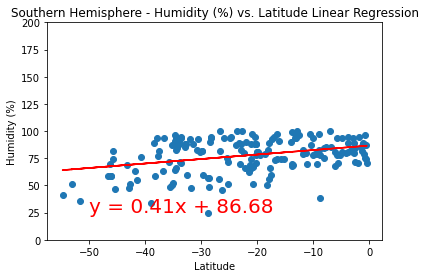 Southern Hemisphere - Humidity (%) vs. Latitude Linear Regression
200
175
150
125
100
75
50
25
0
Humidity (%)
y = 0.41x + 86.68
−50 −40 −30 −20 −10 0
Latitude